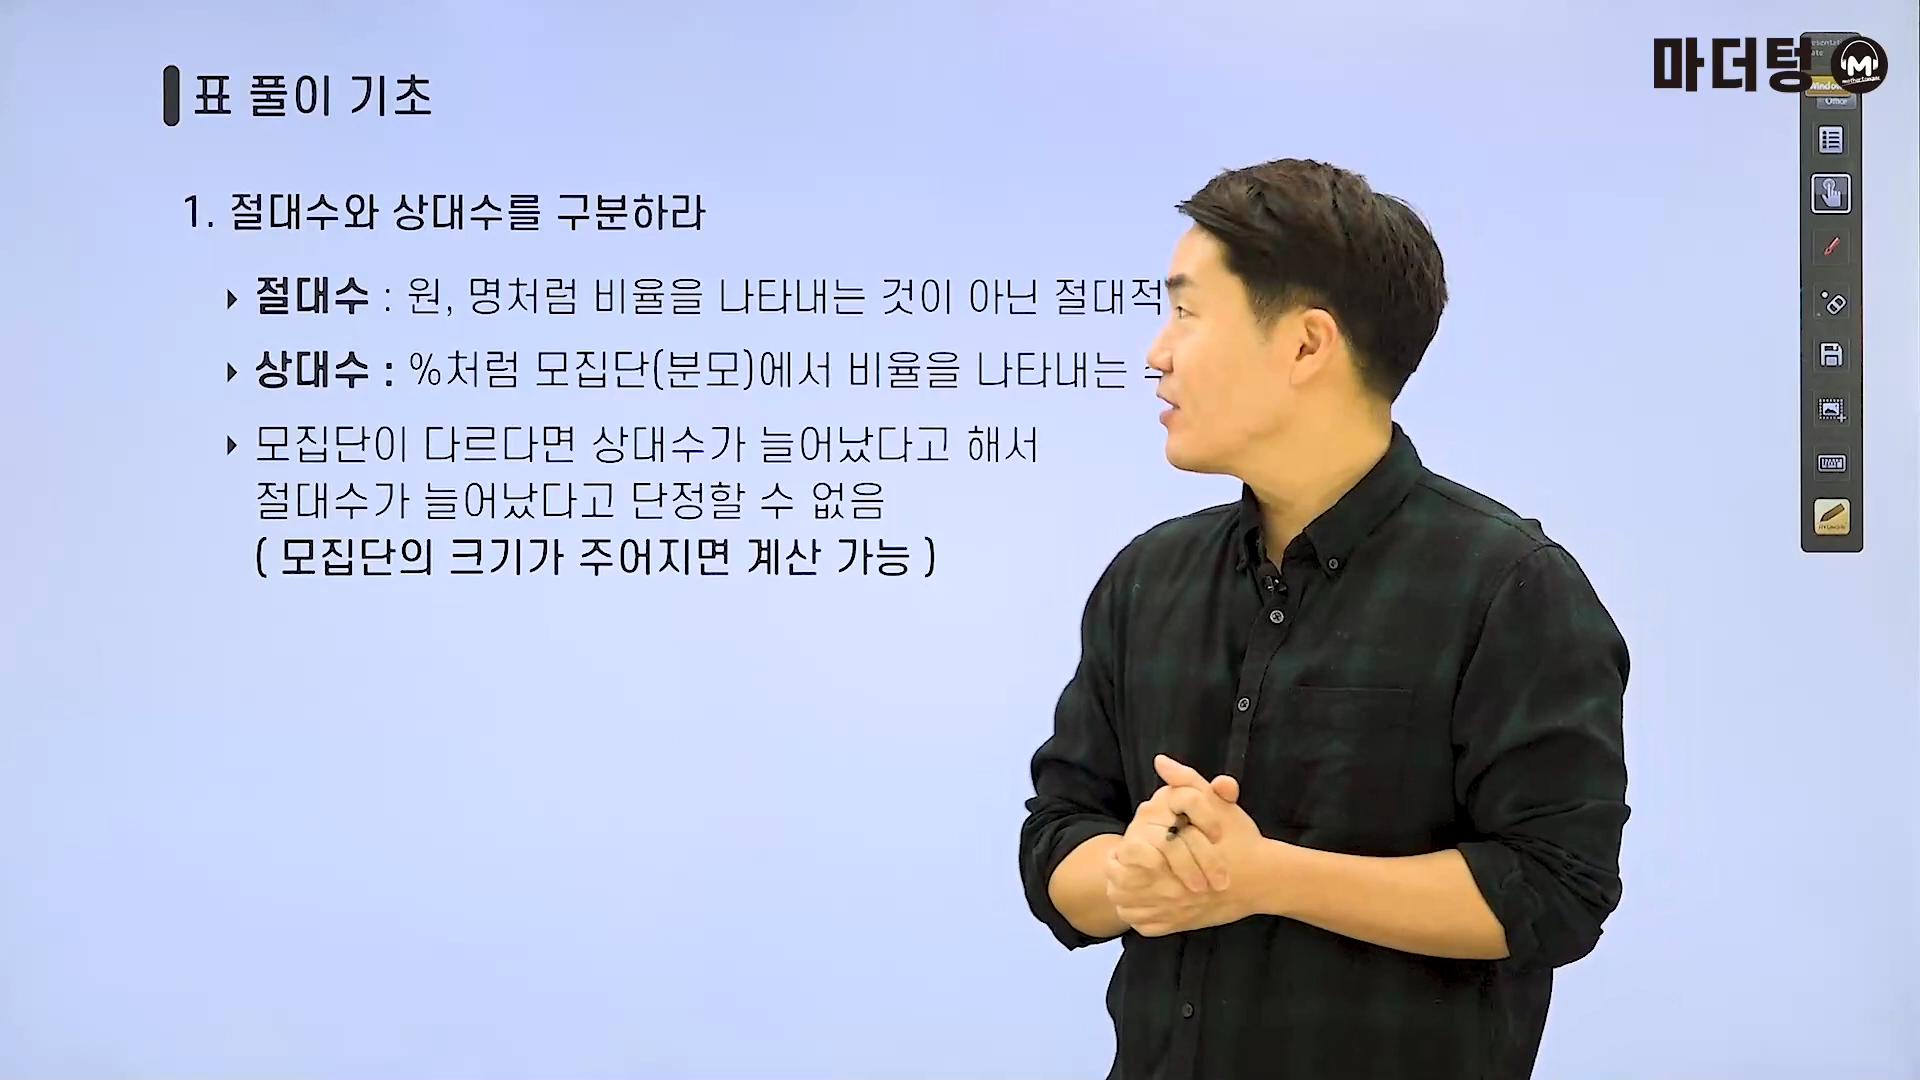 마더텅
표 풀이 기초
1. 절대수와 상대수를 구분하라
절대수 : 원, 명처럼 비율을 나타내는 것이 아닌 절대적
상대수 : %처럼 모집단(분모)에서 비율을 나타내는
모집단이 다르다면 상대수가 늘어났다고 해서
절대수가 늘어났다고 단정할 수 없음
( 모집단의 크기가 주어지면 계산 가능 )